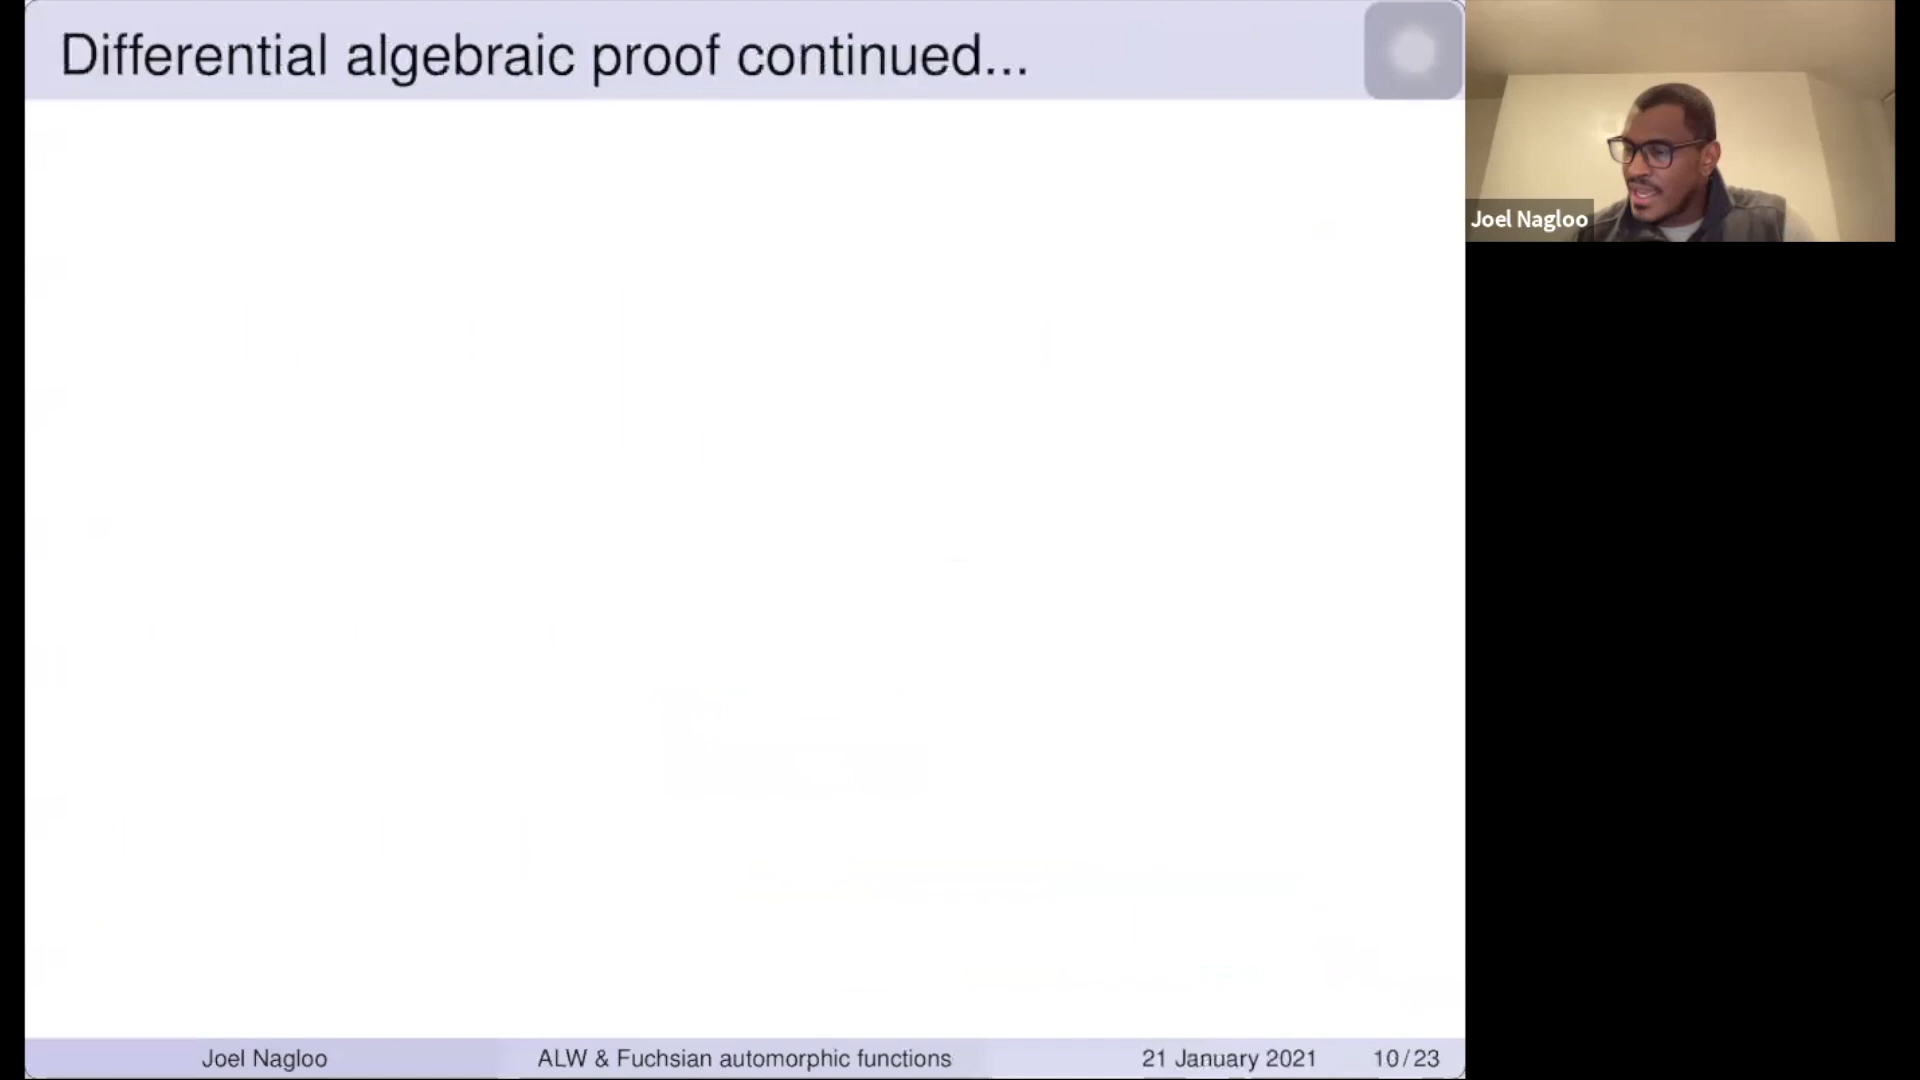 Differential algebraic proof continued...
Joel Nagloo
Joel Nagloo ALW & Fuchsian automorphic functions 21 January 2021 10/23